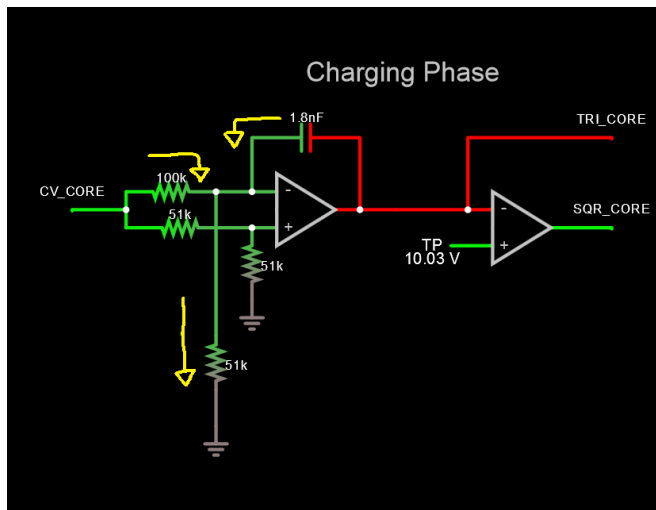 Charging Phase
1.8nF
TRI_CORE
100k
CV_CORE
-
-
51k
SQR_CORE
+
TP
+
10.03 V
51k
51k